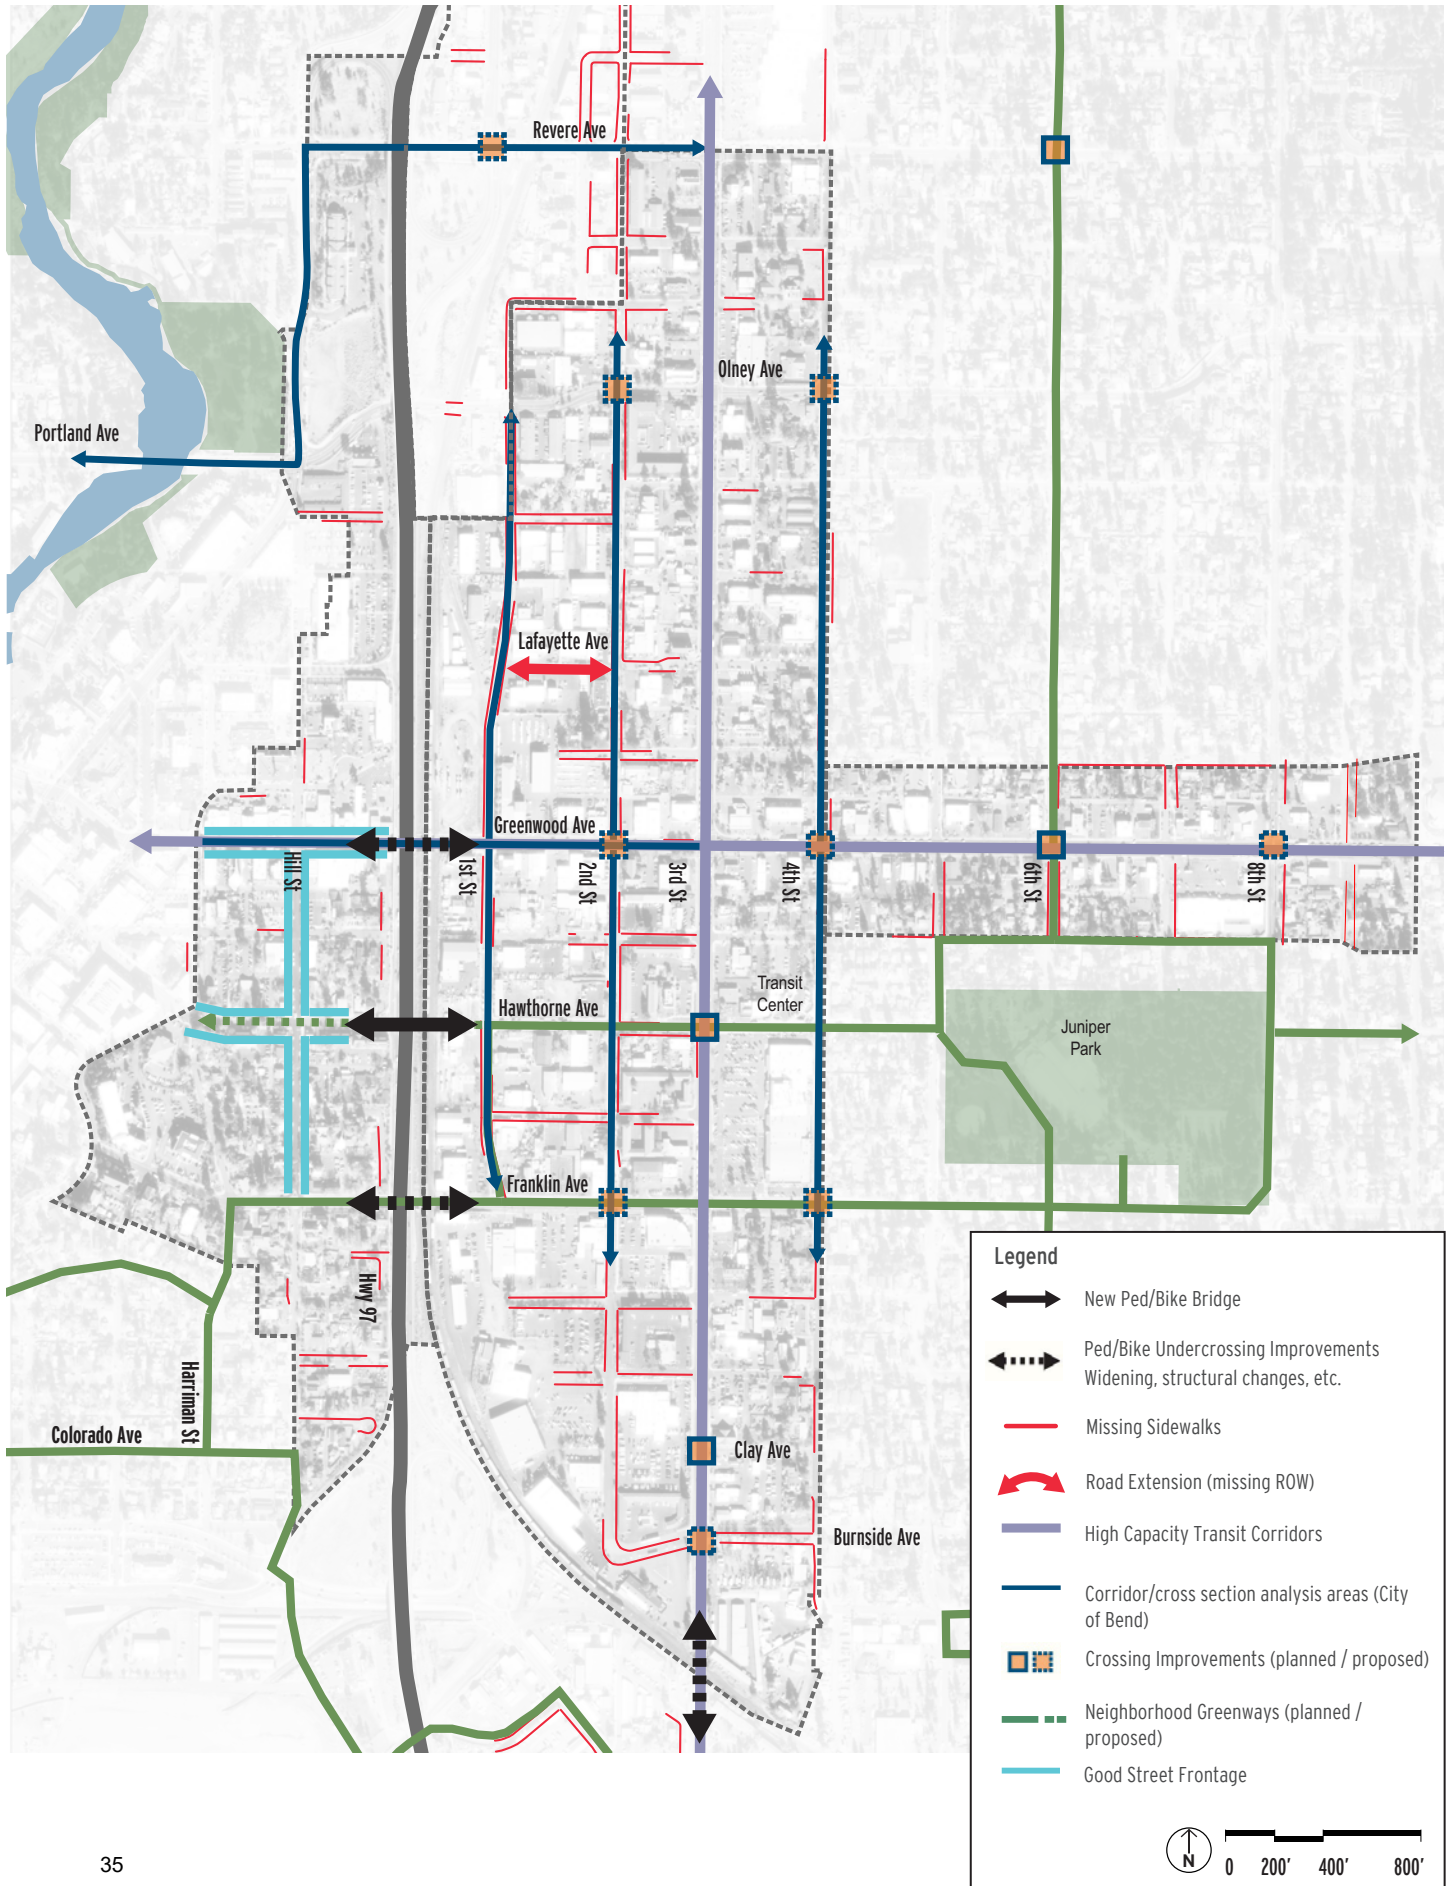 Revere Ave
Olney Ave
Portland Ave
Lafayette Ave
Greenwood Ave
Hill St
1st St
2nd St
3rd St
4th St
6th St
8th St
Transit
Center
Hawthorne Ave
Juniper
Park
Franklin Ave
Hwy 97
Harriman St
Colorado Ave
Clay Ave
Burnside Ave
Legend
New Ped/Bike Bridge
Ped/Bike Undercrossing Improvements
Widening, structural changes, etc.
Missing Sidewalks
Road Extension (missing ROW)
High Capacity Transit Corridors
Corridor/cross section analysis areas (City
of Bend)
Crossing Improvements (planned / proposed)
Neighborhood Greenways (planned /
proposed)
Good Street Frontage
N
0 200' 400' 800'
35